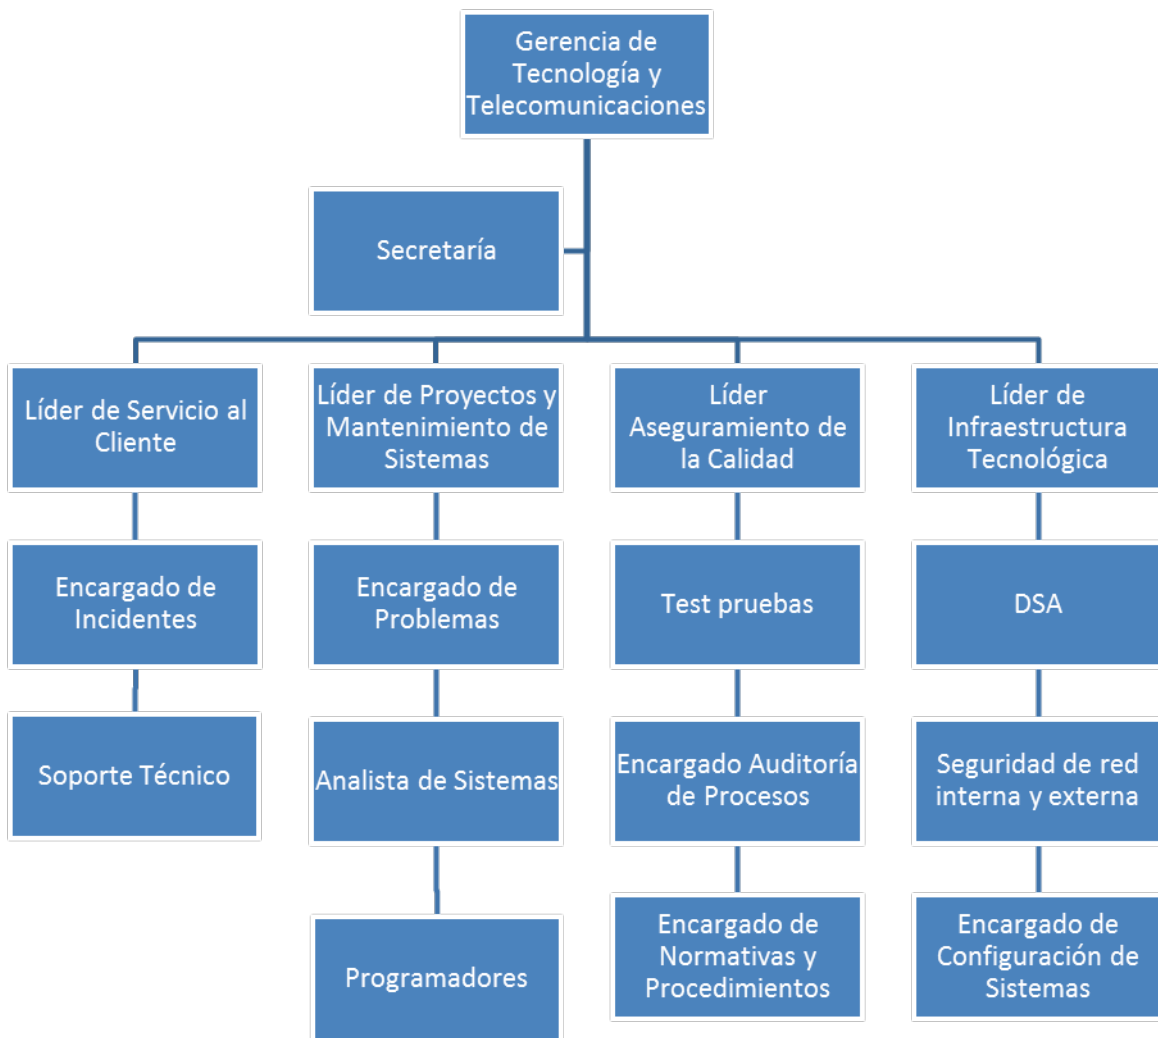 Gerencia de
Tecnología y
Telecomunicaciones
Secretaría
Líder de Servicio al
Cliente
Líder de Proyectos y
Mantenimiento de
Sistemas
Líder
Aseguramiento de
la Calidad
Líder de
Infraestructura
Tecnológica
Encargado de
Incidentes
Encargado de
Problemas
Test pruebas
DSA
Soporte Técnico
Analista de Sistemas
Encargado Auditoría
de Procesos
Seguridad de red
interna y externa
Programadores
Encargado de
Normativas y
Procedimientos
Encargado de
Configuración de
Sistemas